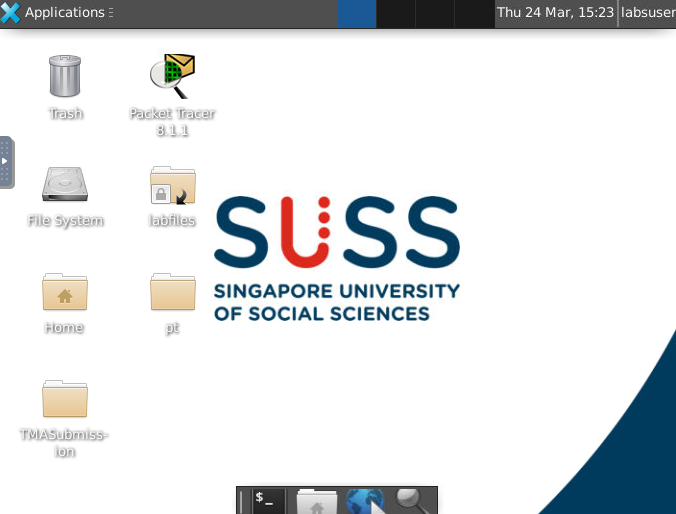 Applications
Thu 24 Mar, 15:23
labsuser
Trash
Packet Tracer
8.1.1
File System
labfiles
Home
pt
TMASubmiss-
ion
SUSS
SINGAPORE UNIVERSITY
OF SOCIAL SCIENCES
$_